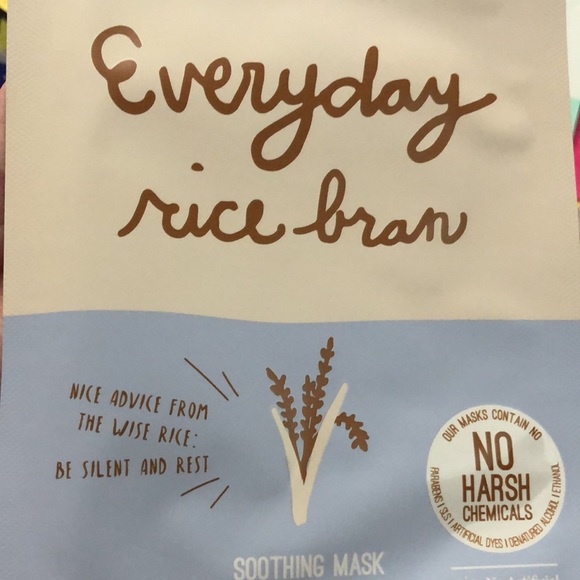 Everyday
rice bran
NICE ADVICE FROM
THE WISE RICE:
BE SILENT AND REST
OUR MASKS CONTAIN NO
NO
HARSH
CHEMICALS
PARABENS | SLS | ARTIFICIAL DYES | DENATURED ALCOHOL | ETHANOL
SOOTHING MASK